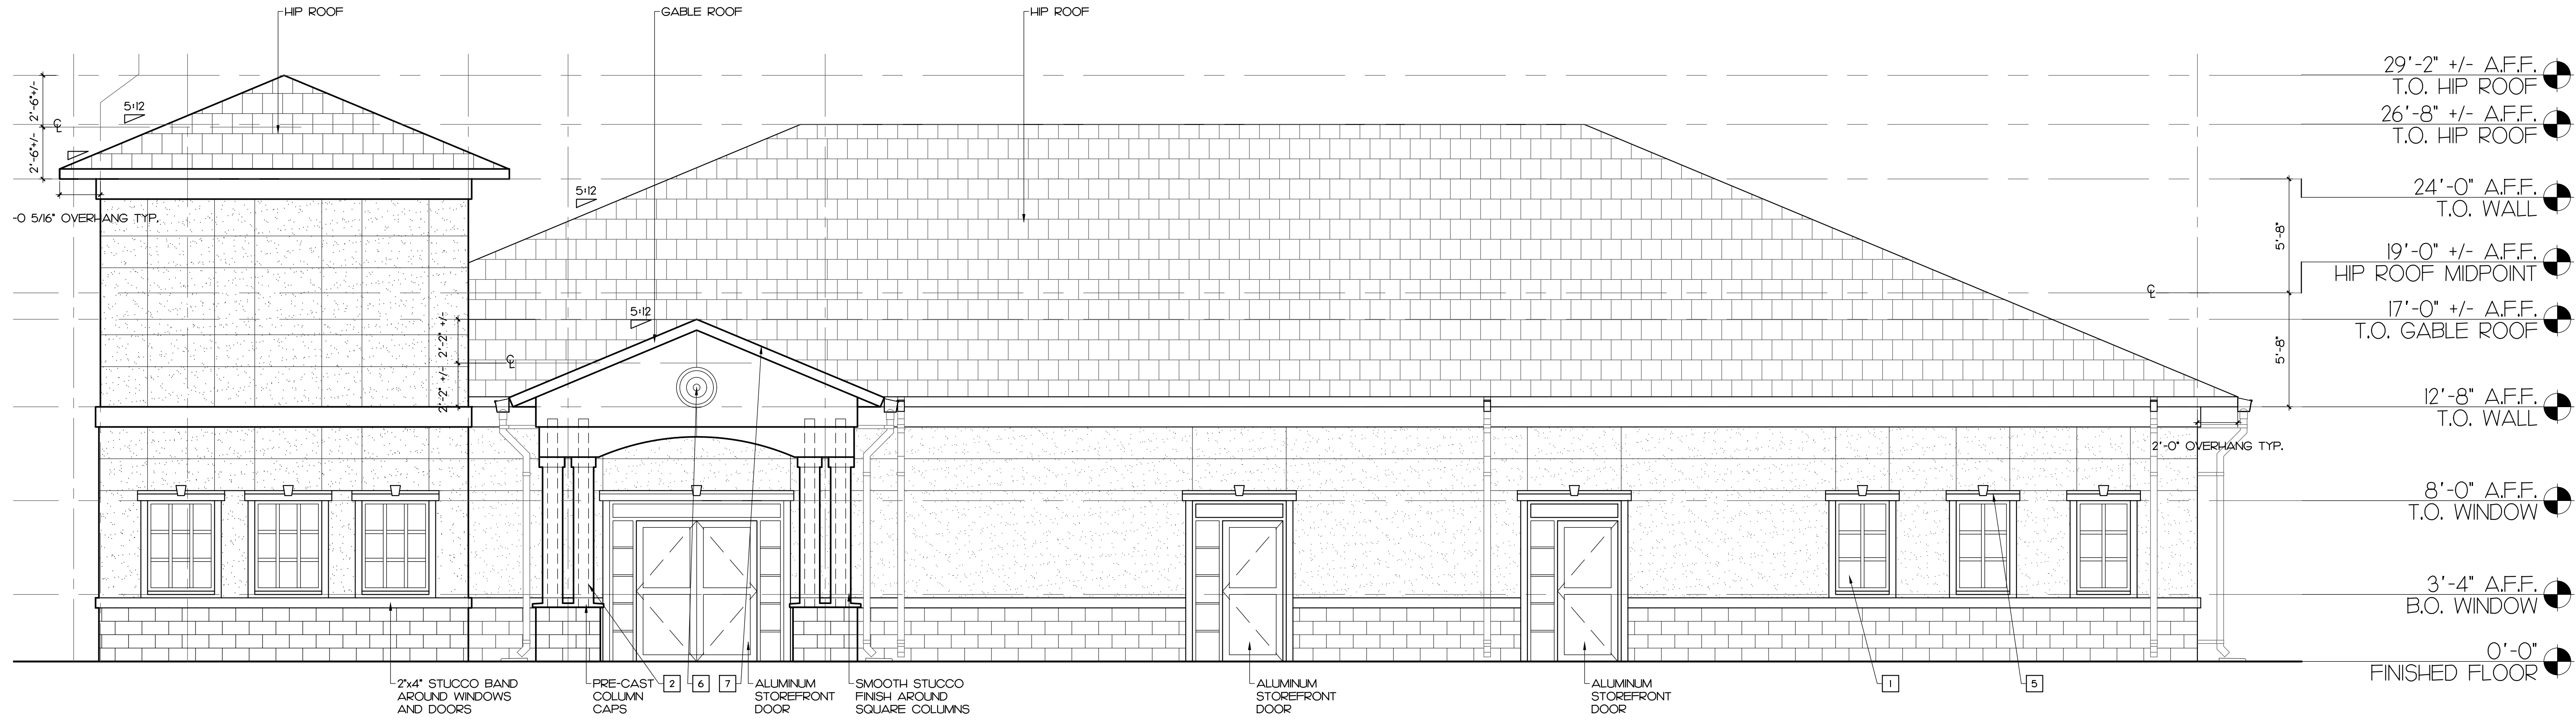 HIP ROOF
GABLE ROOF
HIP ROOF
29'-2" +/- A.F.F.
T.O. HIP ROOF
26'-8" +/- A.F.F.
T.O. HIP ROOF
24'-0" A.F.F.
T.O. WALL
19'-0" +/- A.F.F.
HIP ROOF MIDPOINT
17'-0" +/- A.F.F.
T.O. GABLE ROOF
12'-8" A.F.F.
T.O. WALL
8'-0" A.F.F.
T.O. WINDOW
3'-4" A.F.F.
B.O. WINDOW
0'-0"
FINISHED FLOOR
2'-6"+/-
2'-6"+/-
5:12
CL
-0 5/16" OVERHANG TYP.
5:12
5:12
2'-2" +/-
2'-2" +/-
CL
5'-8"
5'-8"
CL
2'-0" OVERHANG TYP.
2"x4" STUCCO BAND
AROUND WINDOWS
AND DOORS
PRE-CAST
COLUMN
CAPS
2
6
7
ALUMINUM
STOREFRONT
DOOR
SMOOTH STUCCO
FINISH AROUND
SQUARE COLUMNS
ALUMINUM
STOREFRONT
DOOR
ALUMINUM
STOREFRONT
DOOR
1
5